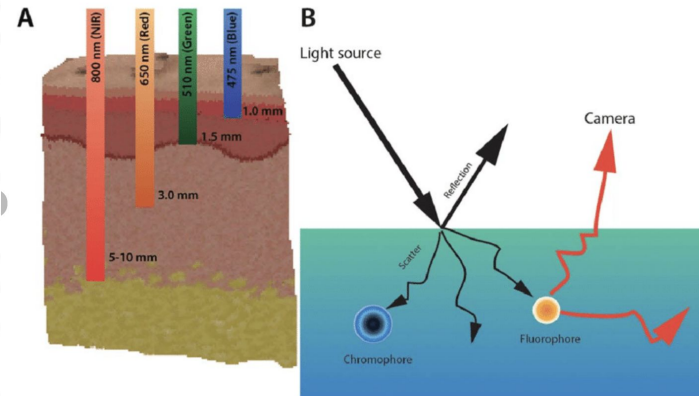 A
800 nm (NIR)
650 nm (Red)
510 nm (Green)
475 nm (Blue)
1.0 mm
1.5 mm
3.0 mm
5-10 mm
B
Light source
Camera
Reflection
Scatter
Chromophore
Fluorophore